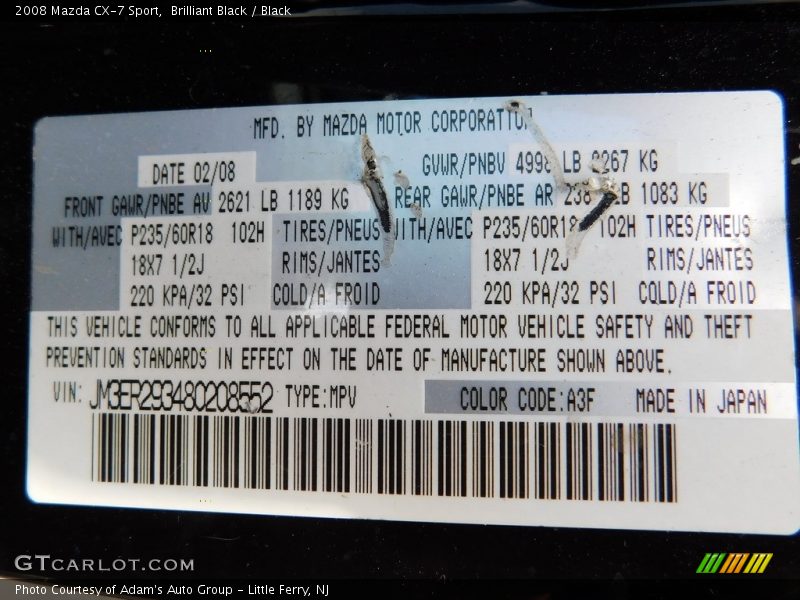 2008 Mazda CX-7 Sport, Brilliant Black / Black
MFD. BY MAZDA MOTOR CORPORATION
DATE 02/08 GVWR/PNBV LB KG
FRONT GAWR/PNBE AV 2621 LB 1189 KG REAR GAWR/PNBE AR LB 1083 KG
WITH/AVEC P235/60R18 102H TIRES/PNEUS WITH/AVEC P235/60R18 102H TIRES/PNEUS
18X7 1/2J RIMS/JANTES 18X7 1/2J RIMS/JANTES
220 KPA/32 PSI COLD/A FROID 220 KPA/32 PSI COLD/A FROID
THIS VEHICLE CONFORMS TO ALL APPLICABLE FEDERAL MOTOR VEHICLE SAFETY AND THEFT
PREVENTION STANDARDS IN EFFECT ON THE DATE OF MANUFACTURE SHOWN ABOVE.
VIN: JM3ER293480208552 TYPE:MPV COLOR CODE:A3F MADE IN JAPAN
GTCARLOT.COM
Photo Courtesy of Adam's Auto Group - Little Ferry, NJ